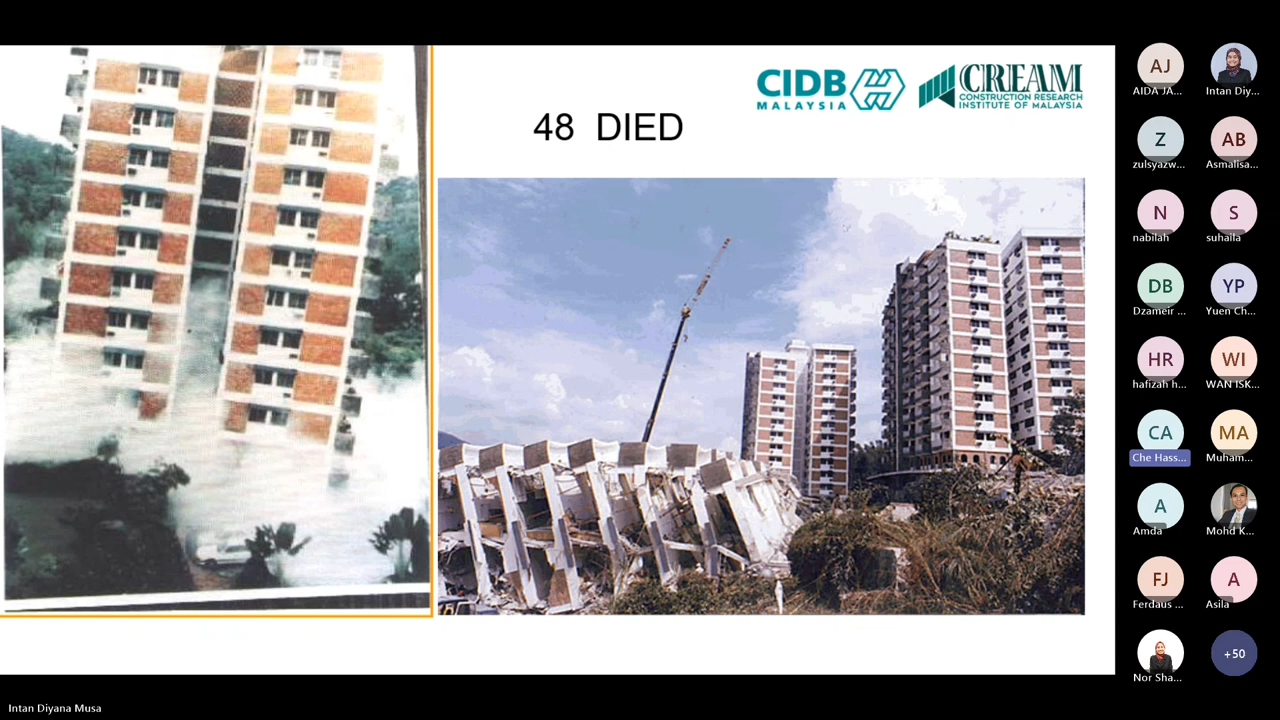 48 DIED
CIDB
MALAYSIA
CREAM
CONSTRUCTION RESEARCH
INSTITUTE OF MALAYSIA
AJ
AIDA JA...
Intan Diy...
Z
zulsyazw...
AB
Asmalisa...
N
nabilah
S
suhaila
DB
Dzameir ...
YP
Yuen Ch...
HR
hafizah h...
WI
WAN ISK...
CA
Che Hass...
MA
Muham...
A
Amda
Mohd K...
FJ
Ferdaus ...
A
Asila
Nor Sha...
+50
Intan Diyana Musa